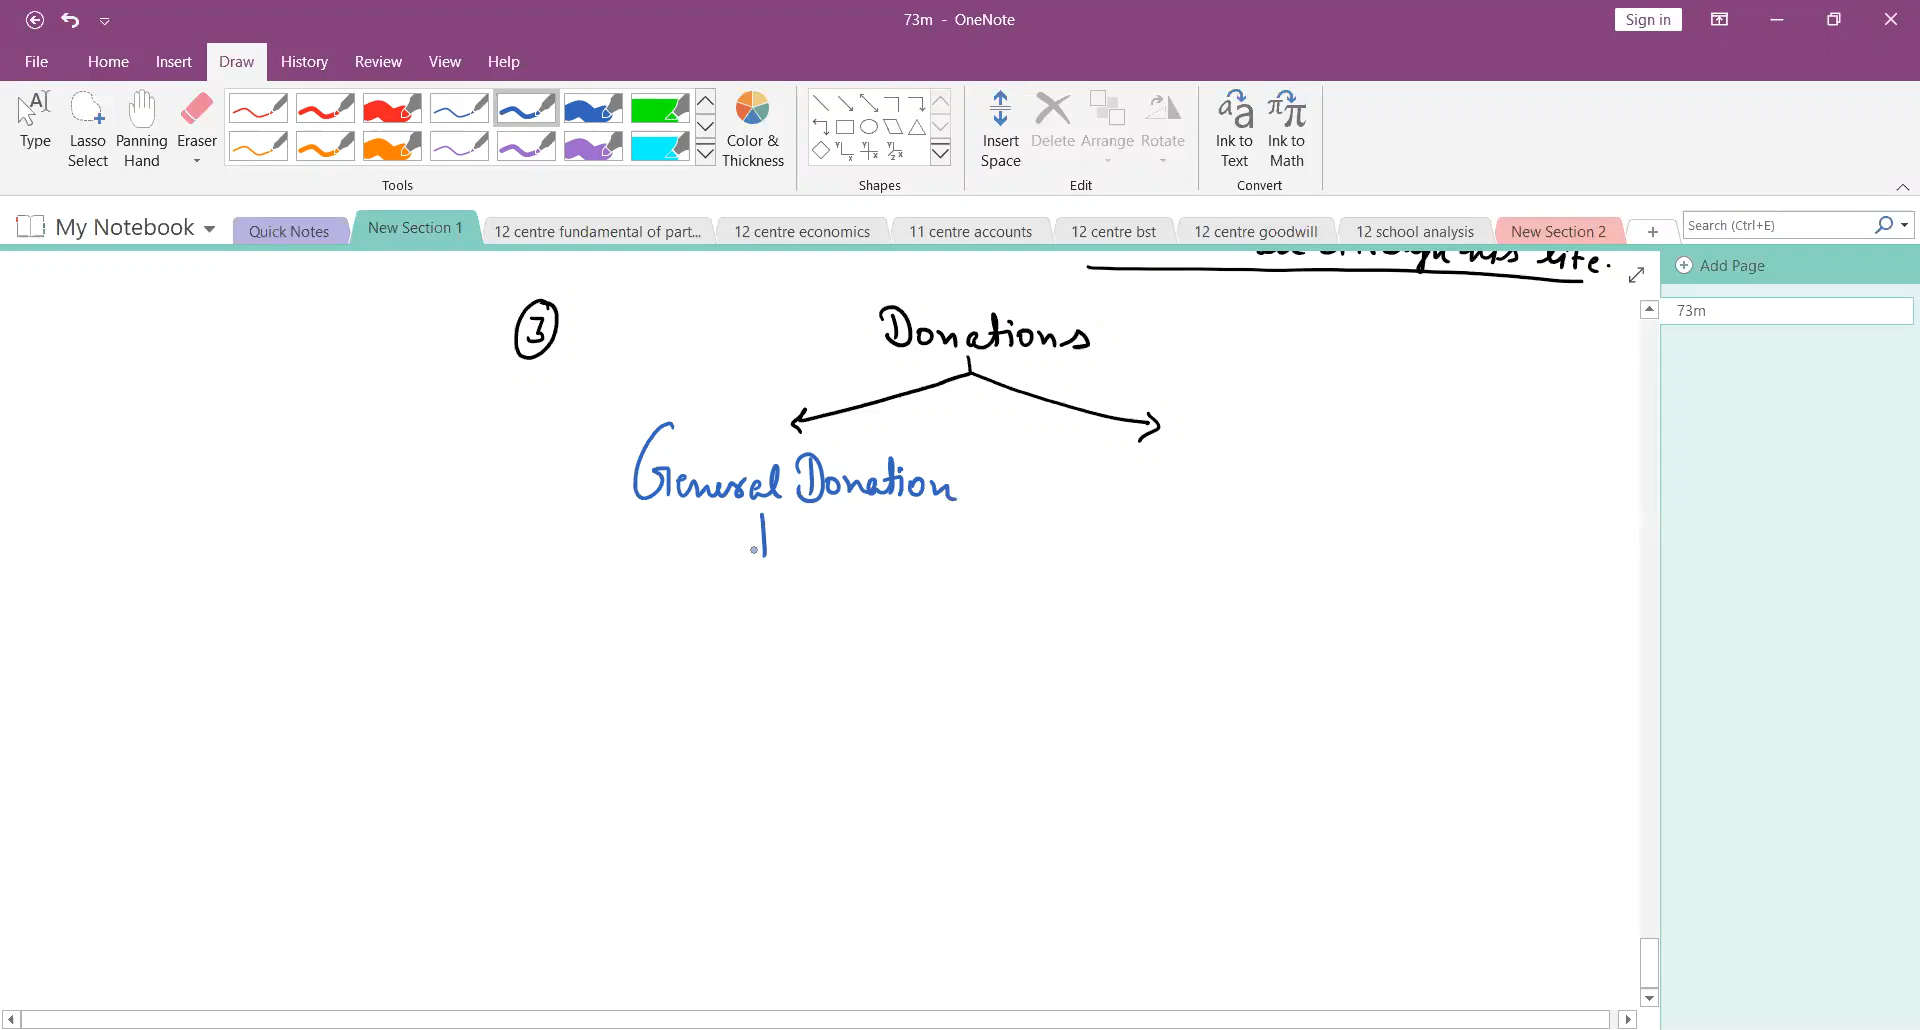 73m - OneNote
Sign in
File Home Insert Draw History Review View Help
Type
Lasso Select
Panning Hand
Eraser
Color & Thickness
Insert Space
Delete
Arrange
Rotate
Ink to Text
Ink to Math
Tools
Shapes
Edit
Convert
My Notebook
Quick Notes
New Section 1
12 centre fundamental of part...
12 centre economics
11 centre accounts
12 centre bst
12 centre goodwill
12 school analysis
New Section 2
Search (Ctrl+E)
Add Page
73m
life.
3
Donations
General Donation